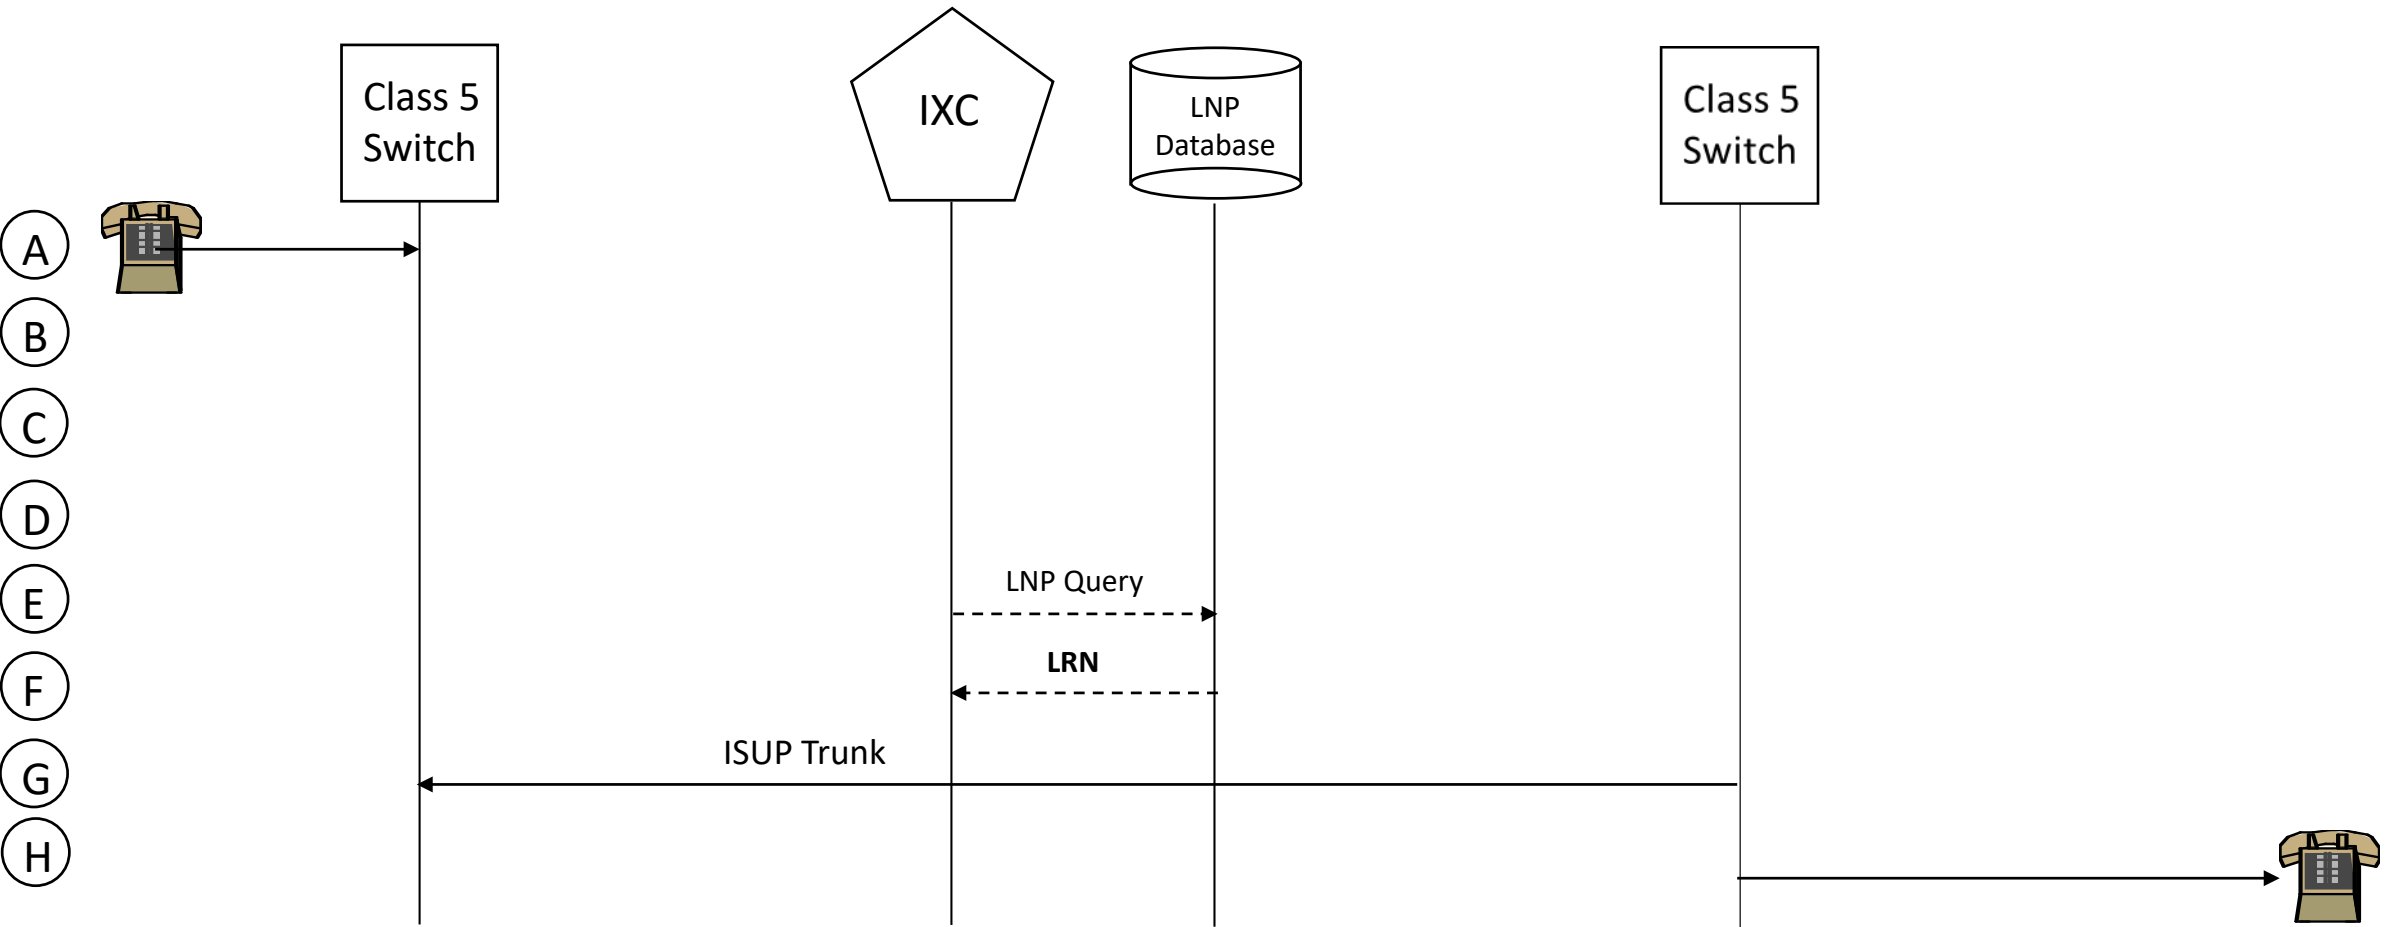 Class 5
Switch
IXC
LNP
Database
Class 5
Switch
A
B
C
D
E
LNP Query
F
LRN
G
ISUP Trunk
H